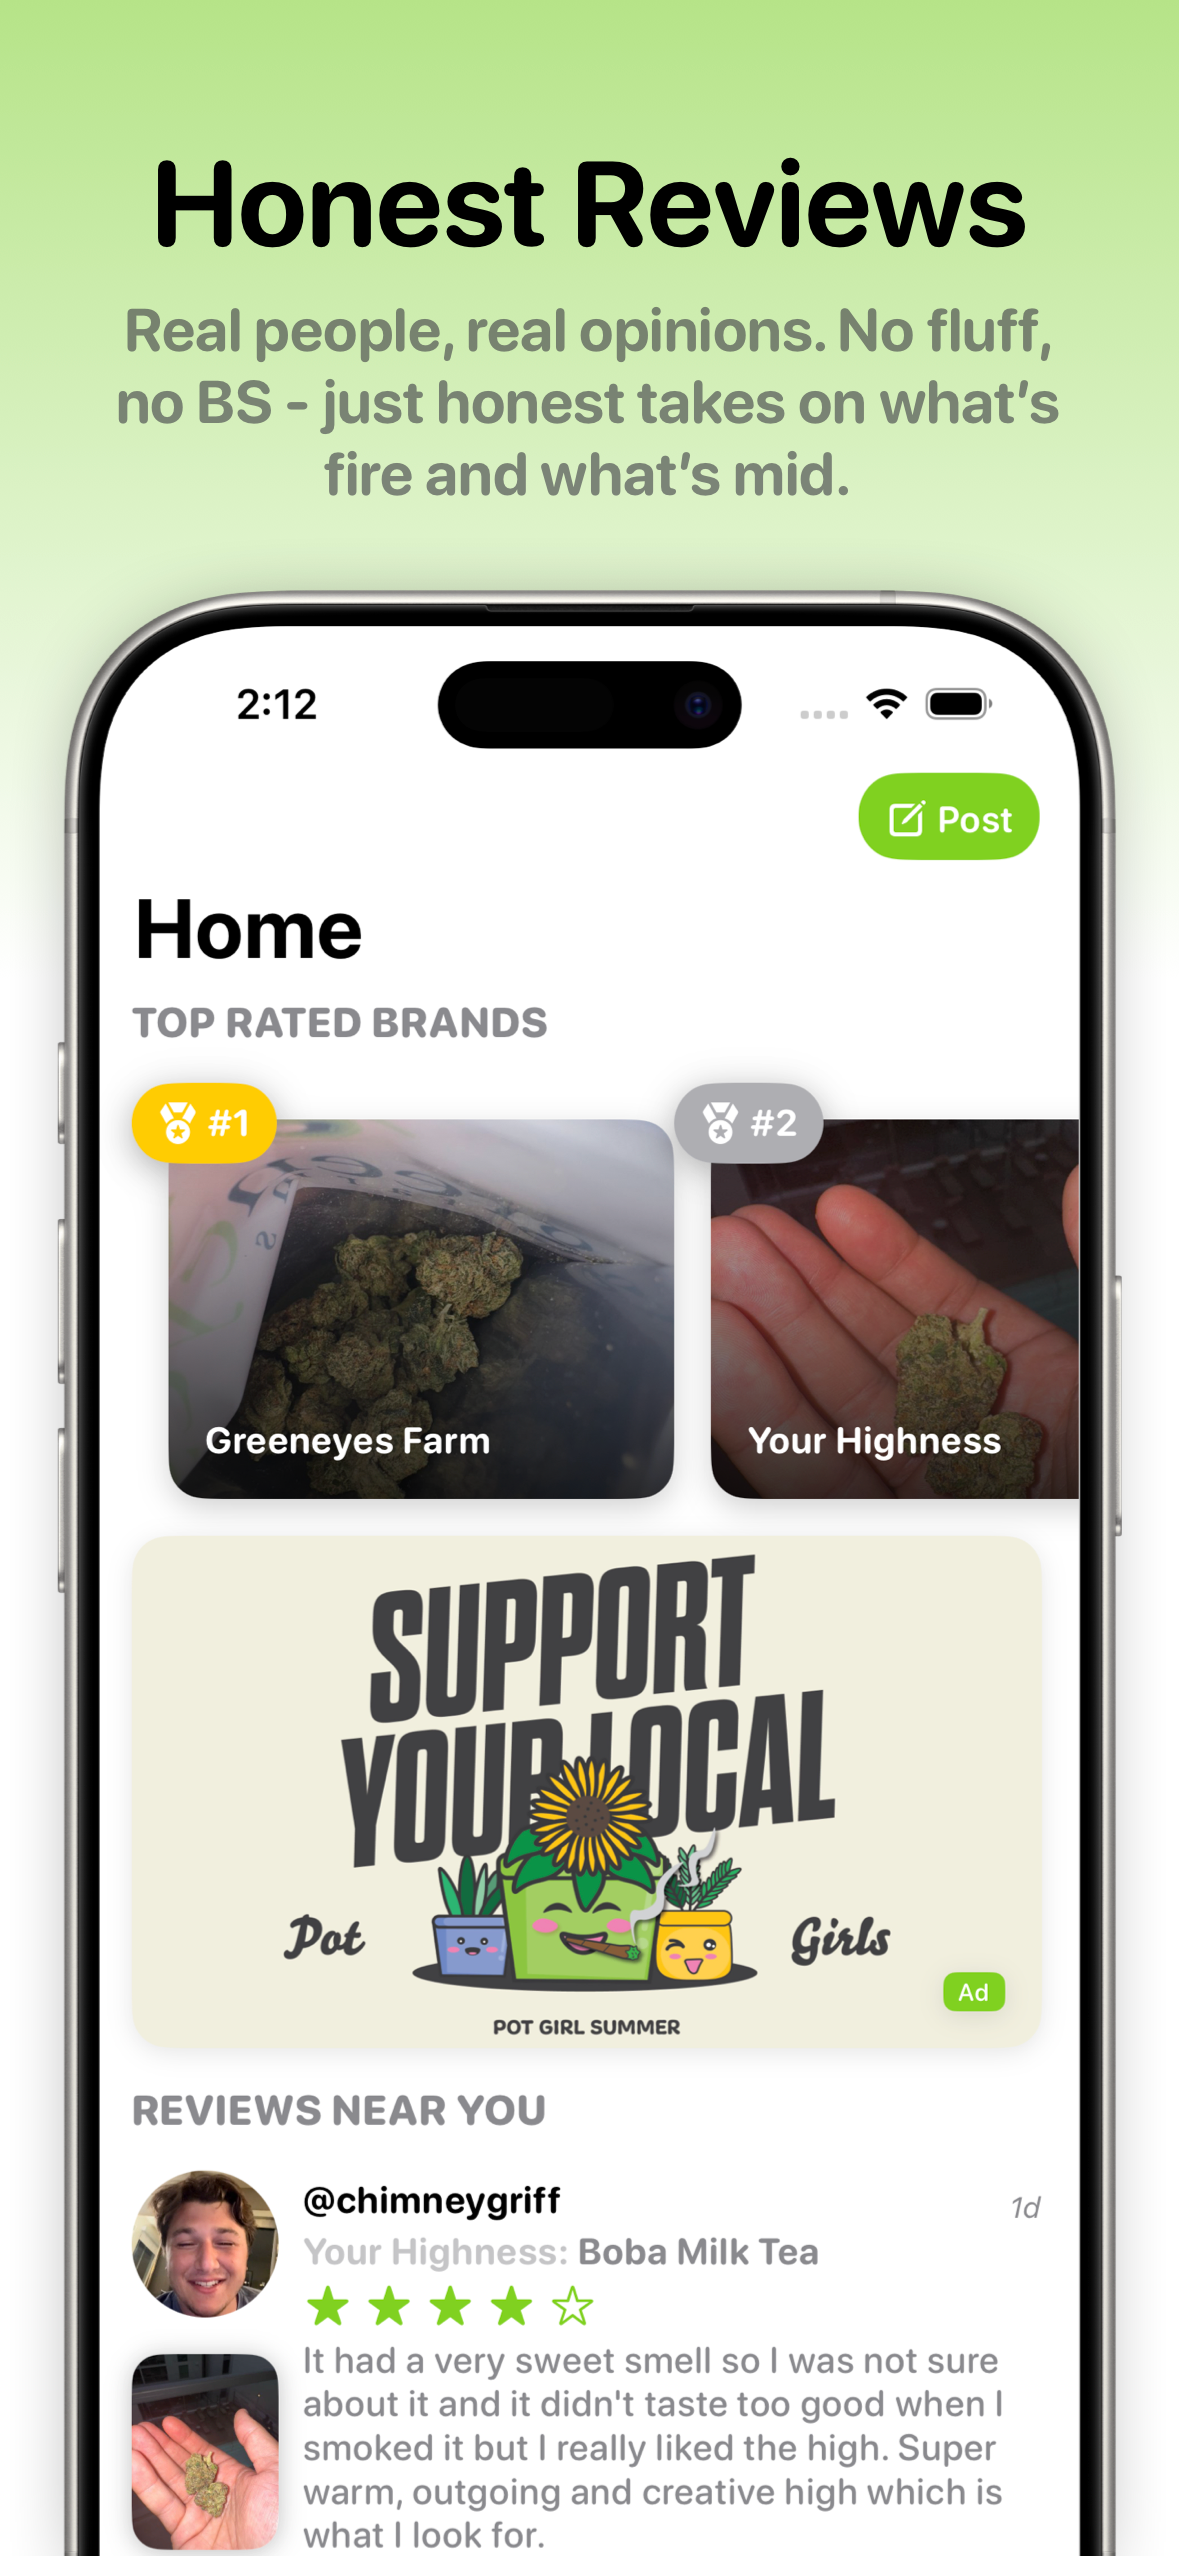 Honest Reviews
Real people, real opinions. No fluff,
no BS - just honest takes on what's
fire and what's mid.
2:12
Post
Home
TOP RATED BRANDS
#1
#2
Greeneyes Farm
Your Highness
SUPPORT
YOUR LOCAL
Pot
Girls
Ad
POT GIRL SUMMER
REVIEWS NEAR YOU
@chimneygriff
1d
Your Highness: Boba Milk Tea
It had a very sweet smell so I was not sure
about it and it didn't taste too good when I
smoked it but I really liked the high. Super
warm, outgoing and creative high which is
what I look for.